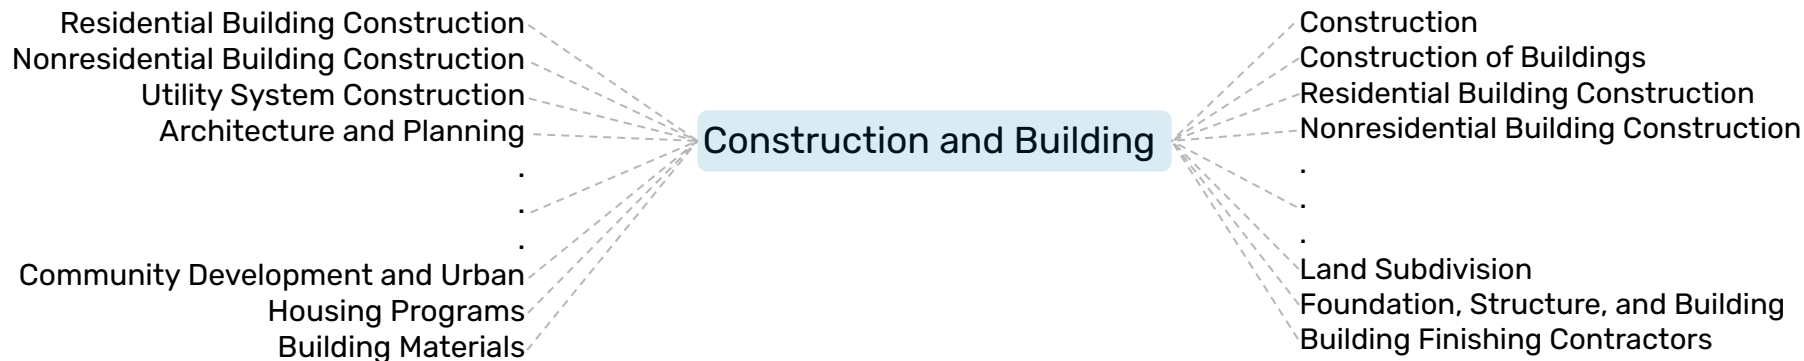 Residential Building Construction
Nonresidential Building Construction
Utility System Construction
Architecture and Planning
.
.
.
Community Development and Urban
Housing Programs
Building Materials
Construction and Building
Construction
Construction of Buildings
Residential Building Construction
Nonresidential Building Construction
.
.
.
Land Subdivision
Foundation, Structure, and Building
Building Finishing Contractors